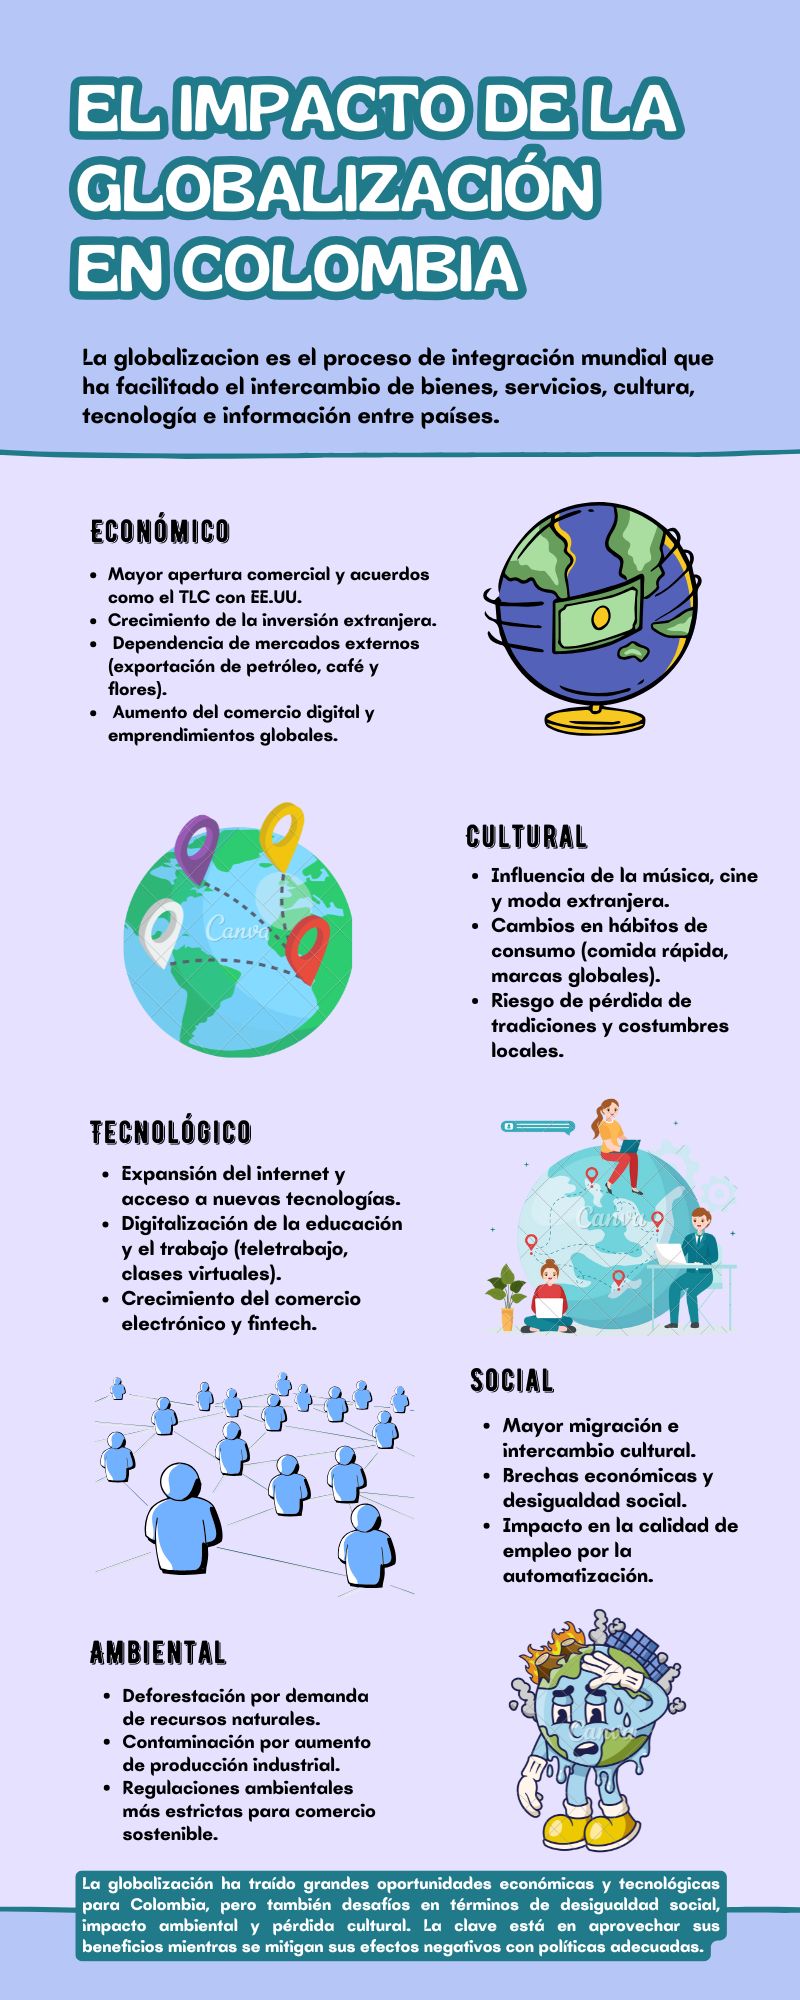 EL IMPACTO DE LA
GLOBALIZACIÓN
EN COLOMBIA
La globalizacion es el proceso de integración mundial que
ha facilitado el intercambio de bienes, servicios, cultura,
tecnología e información entre países.
ECONÓMICO
• Mayor apertura comercial y acuerdos
como el TLC con EE.UU.
• Crecimiento de la inversión extranjera.
• Dependencia de mercados externos
(exportación de petróleo, café y
flores).
• Aumento del comercio digital y
emprendimientos globales.
Canva
CULTURAL
• Influencia de la música, cine
y moda extranjera.
• Cambios en hábitos de
consumo (comida rápida,
marcas globales).
• Riesgo de pérdida de
tradiciones y costumbres
locales.
TECNOLÓGICO
• Expansión del internet y
acceso a nuevas tecnologías.
• Digitalización de la educación
y el trabajo (teletrabajo,
clases virtuales).
• Crecimiento del comercio
electrónico y fintech.
Canva
SOCIAL
• Mayor migración e
intercambio cultural.
• Brechas económicas y
desigualdad social.
• Impacto en la calidad de
empleo por la
automatización.
AMBIENTAL
• Deforestación por demanda
de recursos naturales.
• Contaminación por aumento
de producción industrial.
• Regulaciones ambientales
más estrictas para comercio
sostenible.
Canva
La globalización ha traído grandes oportunidades económicas y tecnológicas
para Colombia, pero también desafíos en términos de desigualdad social,
impacto ambiental y pérdida cultural. La clave está en aprovechar sus
beneficios mientras se mitigan sus efectos negativos con políticas adecuadas.